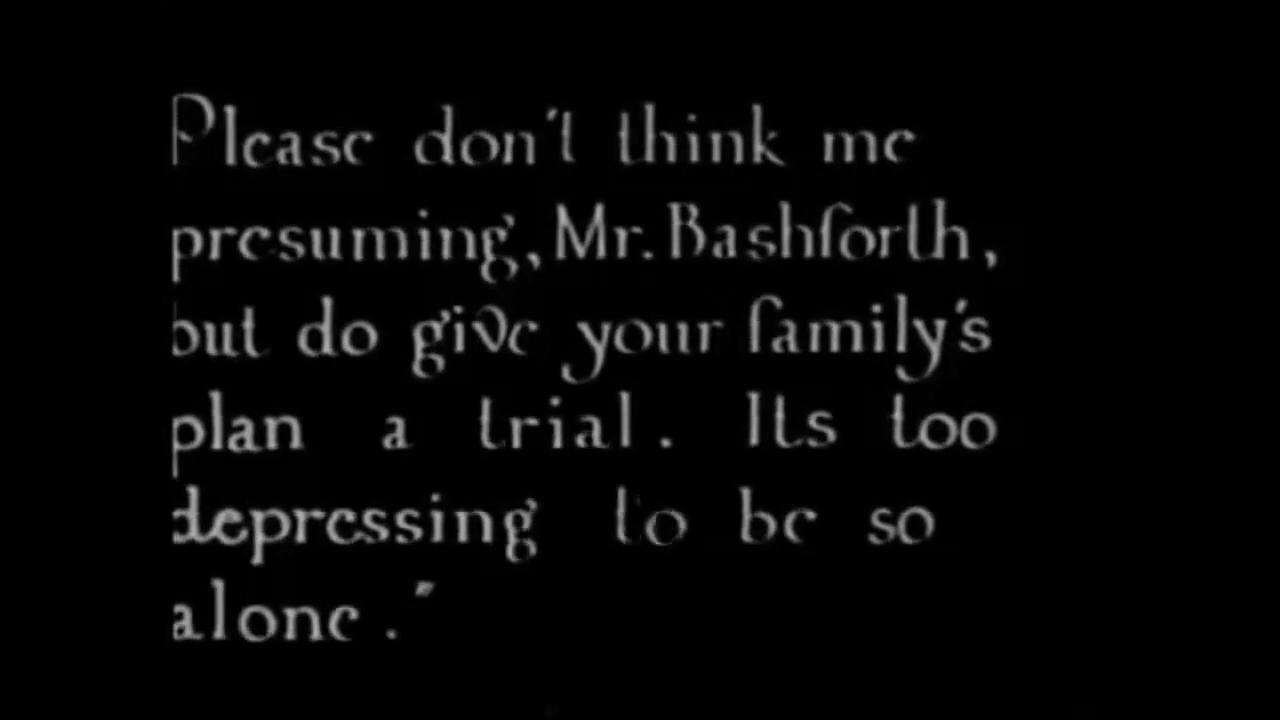 Please don't think me
presuming, Mr. Bashforth,
but do give your family's
plan a trial. Its too
depressing to be so
alone."